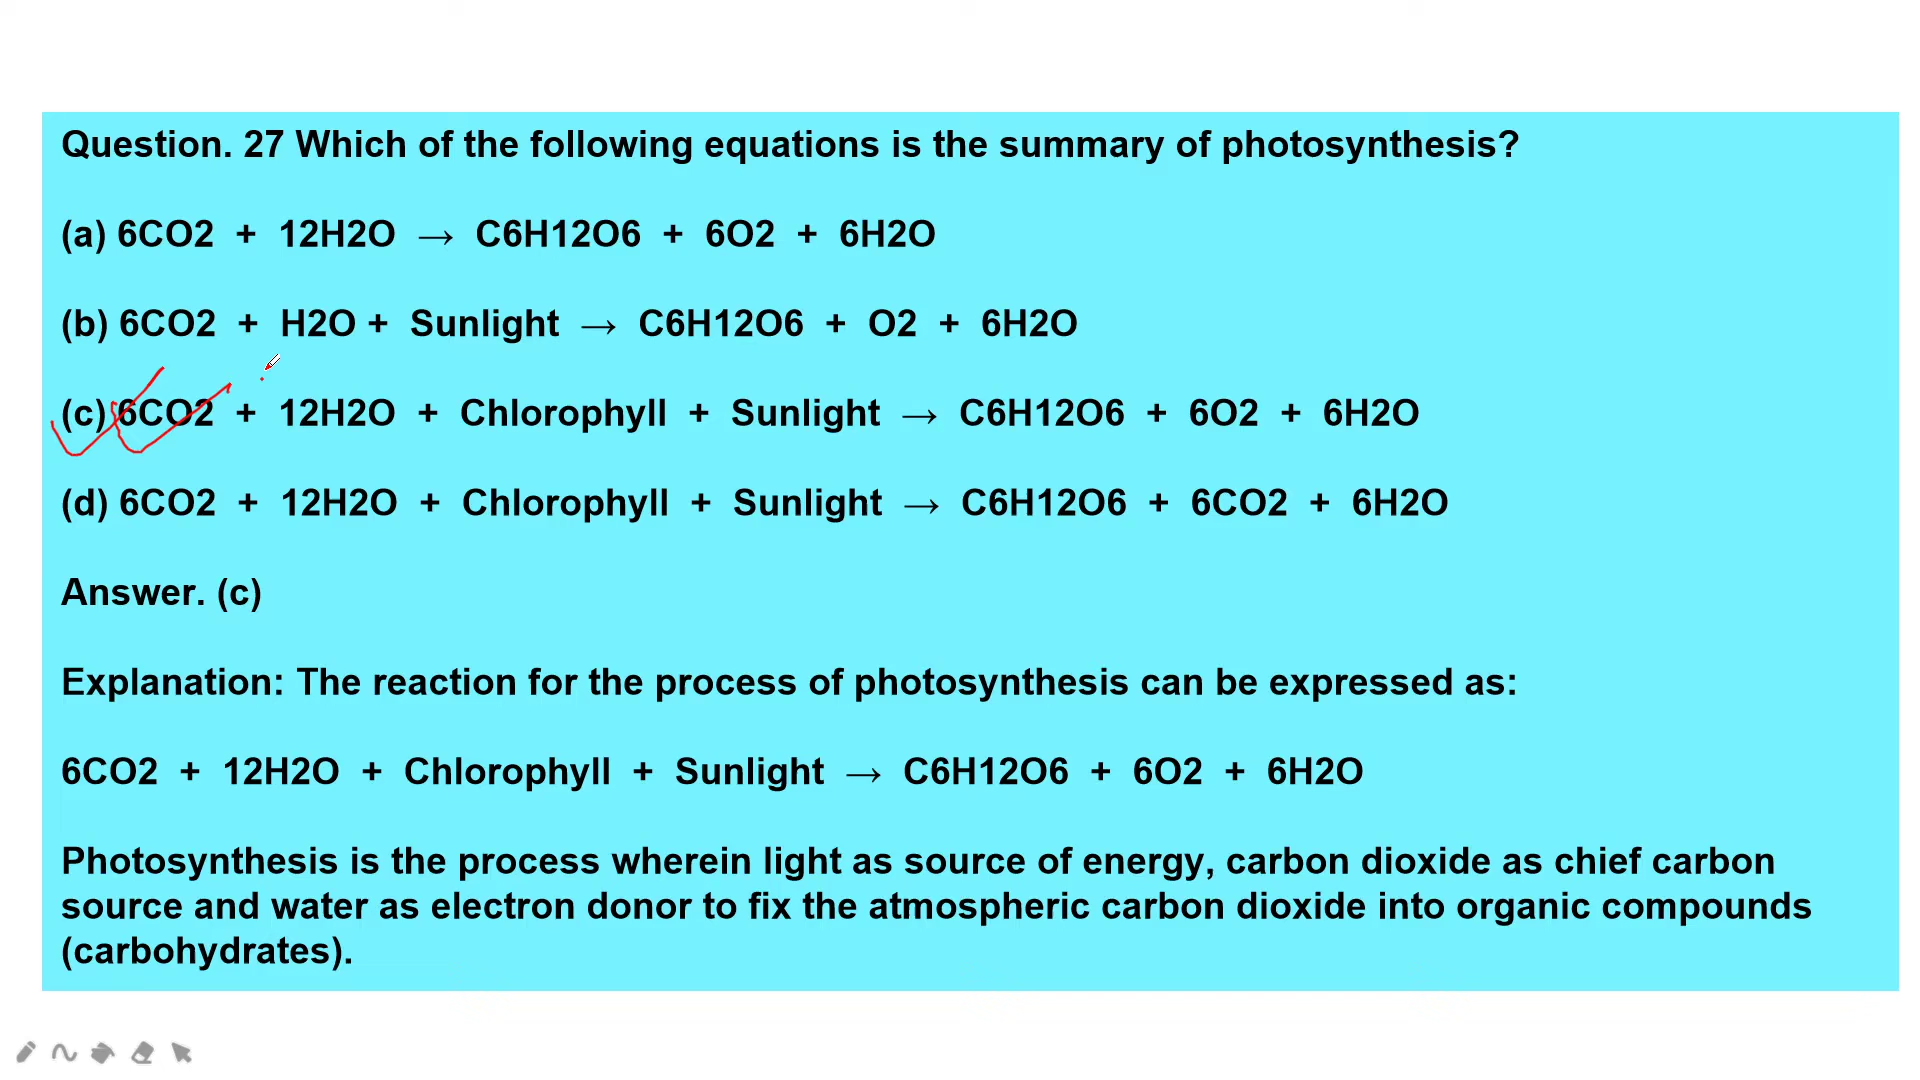 Question. 27 Which of the following equations is the summary of photosynthesis?
(a) 6CO2 + 12H2O → C6H12O6 + 6O2 + 6H2O
(b) 6CO2 + H2O + Sunlight → C6H12O6 + O2 + 6H2O
(c) 6CO2 + 12H2O + Chlorophyll + Sunlight → C6H12O6 + 6O2 + 6H2O
(d) 6CO2 + 12H2O + Chlorophyll + Sunlight → C6H12O6 + 6CO2 + 6H2O
Answer. (c)
Explanation: The reaction for the process of photosynthesis can be expressed as:
6CO2 + 12H2O + Chlorophyll + Sunlight → C6H12O6 + 6O2 + 6H2O
Photosynthesis is the process wherein light as source of energy, carbon dioxide as chief carbon
source and water as electron donor to fix the atmospheric carbon dioxide into organic compounds
(carbohydrates).